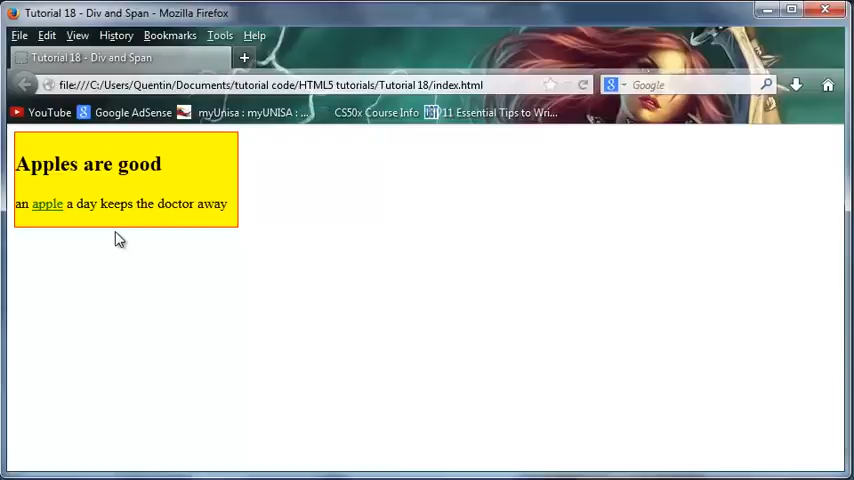 Tutorial 18 - Div and Span - Mozilla Firefox
File Edit View History Bookmarks Tools Help
Tutorial 18 - Div and Span +
file:///C:/Users/Quentin/Documents/tutorial code/HTML5 tutorials/Tutorial 18/index.html Google
YouTube Google AdSense myUnisa : myUNISA : ... CS50x Course Info 11 Essential Tips to Wri...
Apples are good
an apple a day keeps the doctor away